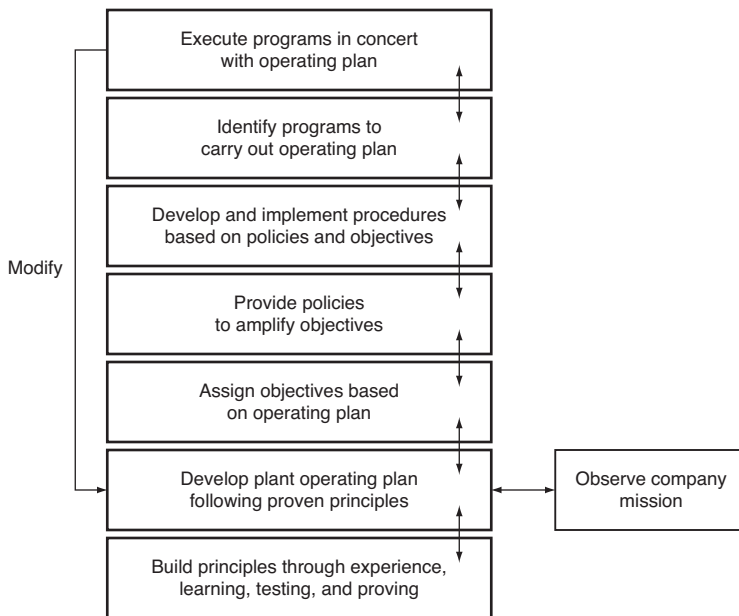 Execute programs in concert
with operating plan
Identify programs to
carry out operating plan
Develop and implement procedures
based on policies and objectives
Modify
Provide policies
to amplify objectives
Assign objectives based
on operating plan
Develop plant operating plan
following proven principles
Observe company
mission
Build principles through experience,
learning, testing, and proving